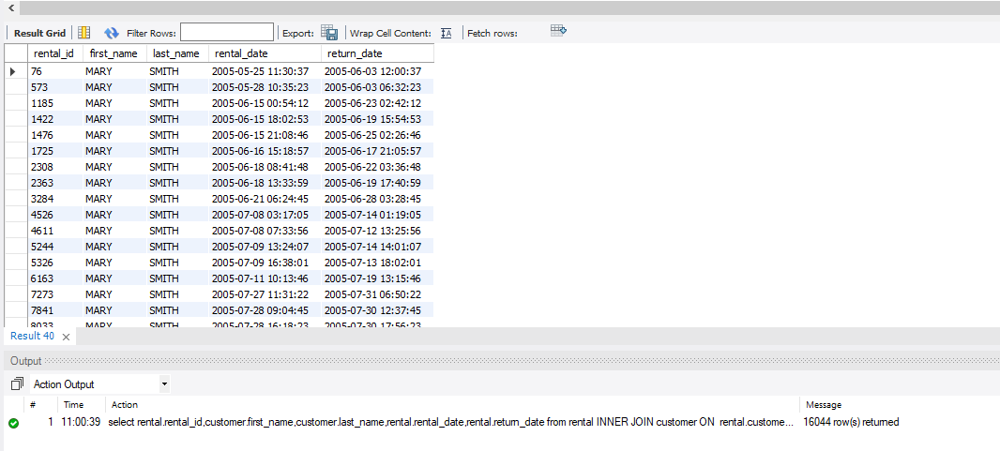 Result Grid Filter Rows: Export: Wrap Cell Content: Fetch rows:
rental_id first_name last_name rental_date return_date
76 MARY SMITH 2005-05-25 11:30:37 2005-06-03 12:00:37
573 MARY SMITH 2005-05-28 10:35:23 2005-06-03 06:32:23
1185 MARY SMITH 2005-06-15 00:54:12 2005-06-23 02:42:12
1422 MARY SMITH 2005-06-15 18:02:53 2005-06-19 15:54:53
1476 MARY SMITH 2005-06-15 21:08:46 2005-06-25 02:26:46
1725 MARY SMITH 2005-06-16 15:18:57 2005-06-17 21:05:57
2308 MARY SMITH 2005-06-18 08:41:48 2005-06-22 03:36:48
2363 MARY SMITH 2005-06-18 13:33:59 2005-06-19 17:40:59
3284 MARY SMITH 2005-06-21 06:24:45 2005-06-28 03:28:45
4526 MARY SMITH 2005-07-08 03:17:05 2005-07-14 01:19:05
4611 MARY SMITH 2005-07-08 07:33:56 2005-07-12 13:25:56
5244 MARY SMITH 2005-07-09 13:24:07 2005-07-14 14:01:07
5326 MARY SMITH 2005-07-09 16:38:01 2005-07-13 18:02:01
6163 MARY SMITH 2005-07-11 10:13:46 2005-07-19 13:15:46
7273 MARY SMITH 2005-07-27 11:31:22 2005-07-31 06:50:22
7841 MARY SMITH 2005-07-28 09:04:45 2005-07-30 12:37:45
8033 MARY SMITH 2005-07-28 16:18:23 2005-07-30 17:56:23
Result 40
Output
Action Output
# Time Action Message
1 11:00:39 select rental.rental_id,customer.first_name,customer.last_name,rental.rental_date,rental.return_date from rental INNER JOIN customer ON rental.custome... 16044 row(s) returned